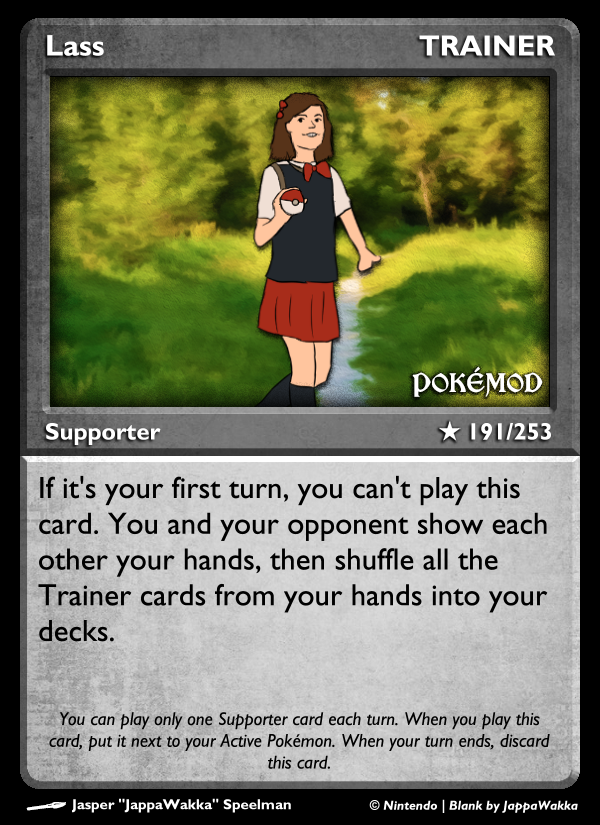 Lass TRAINER
POKÉMOD
Supporter ★ 191/253
If it's your first turn, you can't play this
card. You and your opponent show each
other your hands, then shuffle all the
Trainer cards from your hands into your
decks.
You can play only one Supporter card each turn. When you play this
card, put it next to your Active Pokémon. When your turn ends, discard
this card.
Jasper "JappaWakka" Speelman © Nintendo | Blank by JappaWakka